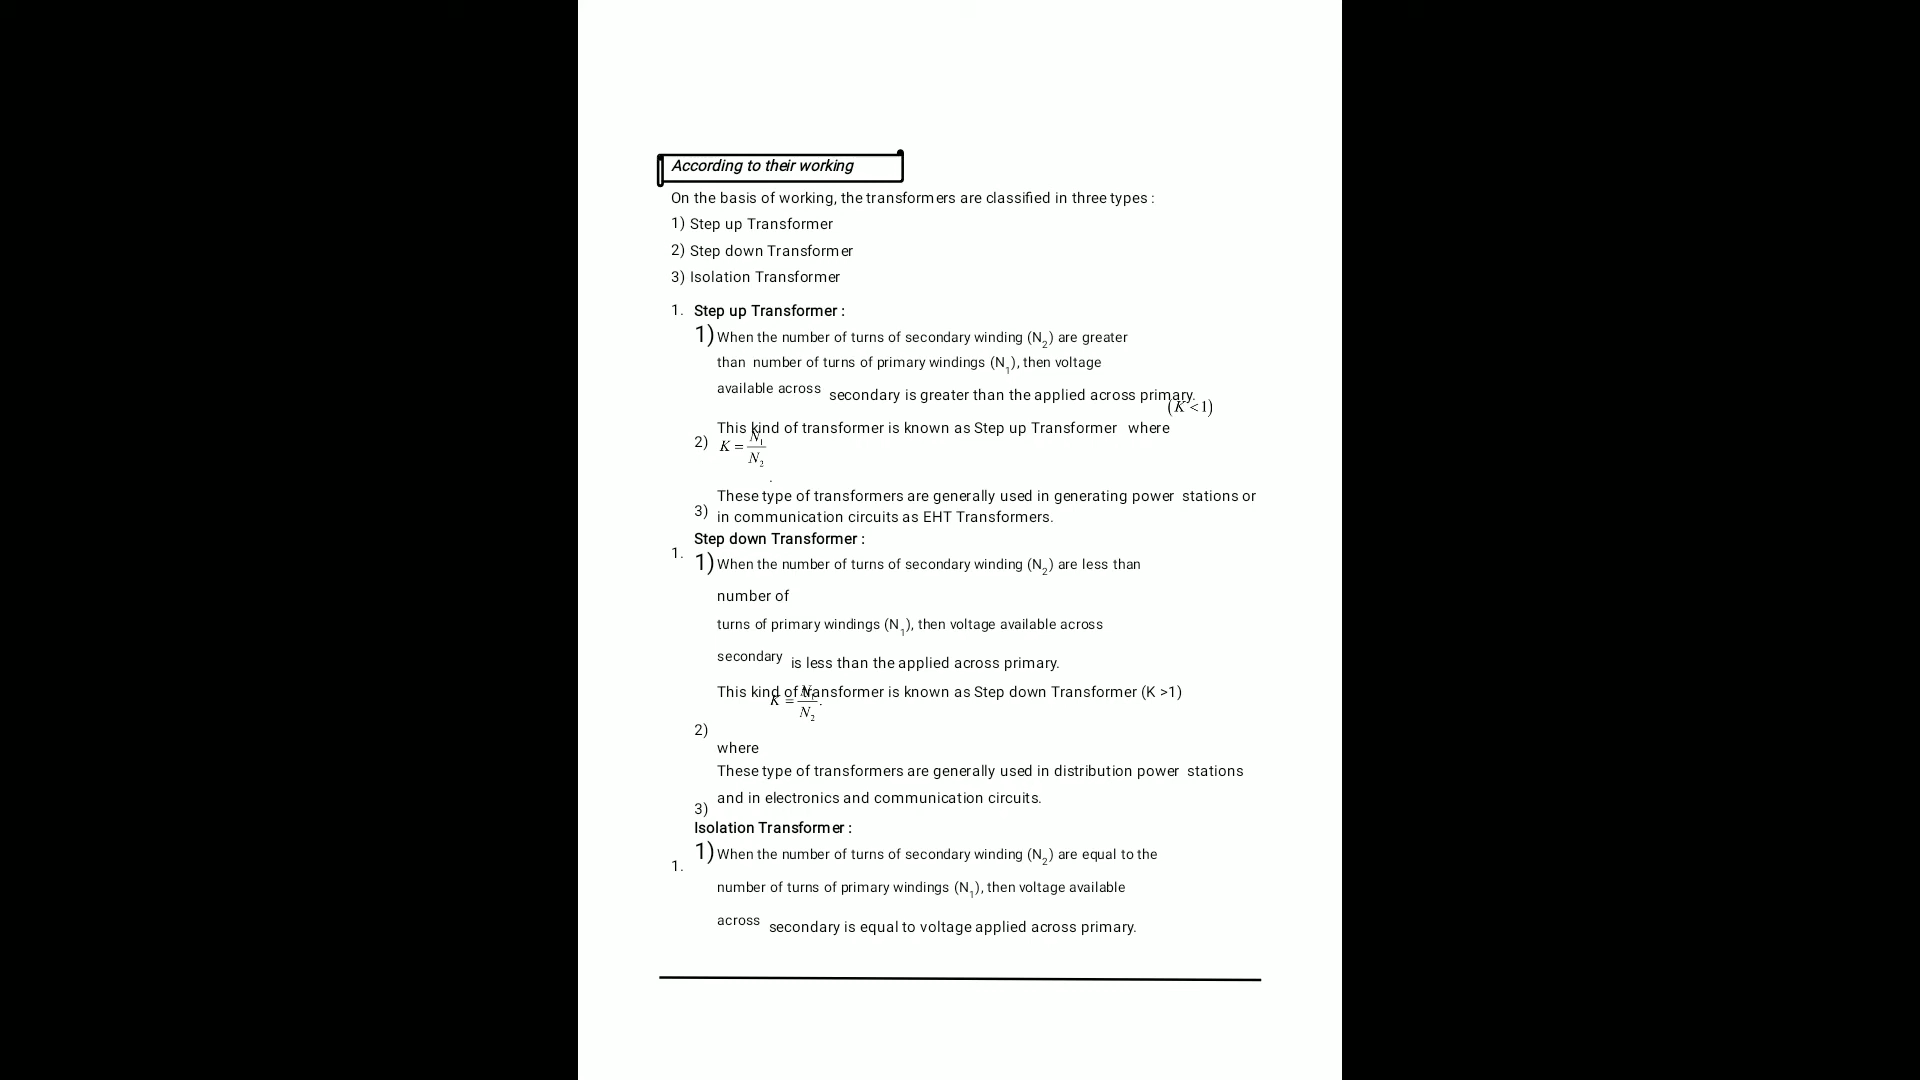 According to their working
On the basis of working, the transformers are classified in three types :
1) Step up Transformer
2) Step down Transformer
3) Isolation Transformer
1. Step up Transformer :
1) When the number of turns of secondary winding (N2) are greater
than number of turns of primary windings (N1), then voltage
available across secondary is greater than the applied across primary.
(K < 1)
This kind of transformer is known as Step up Transformer where
2) K = N1/N2
.
These type of transformers are generally used in generating power stations or
3) in communication circuits as EHT Transformers.
Step down Transformer :
1.
1) When the number of turns of secondary winding (N2) are less than
number of
turns of primary windings (N1), then voltage available across
secondary is less than the applied across primary.
This kind of transformer is known as Step down Transformer (K >1)
K = N1/N2.
2)
where
These type of transformers are generally used in distribution power stations
and in electronics and communication circuits.
3)
Isolation Transformer :
1) When the number of turns of secondary winding (N2) are equal to the
1.
number of turns of primary windings (N1), then voltage available
across secondary is equal to voltage applied across primary.